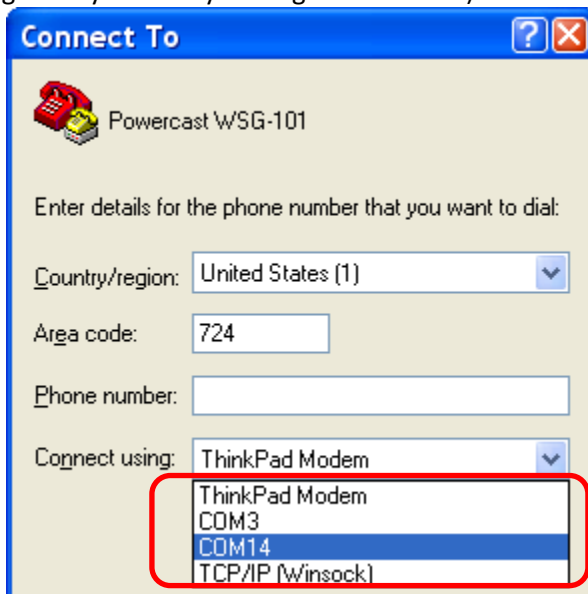 Connect To
Powercast WSG-101
Enter details for the phone number that you want to dial:
Country/region: United States (1)
Area code: 724
Phone number:
Connect using: ThinkPad Modem
ThinkPad Modem
COM3
COM14
TCP/IP (Winsock)